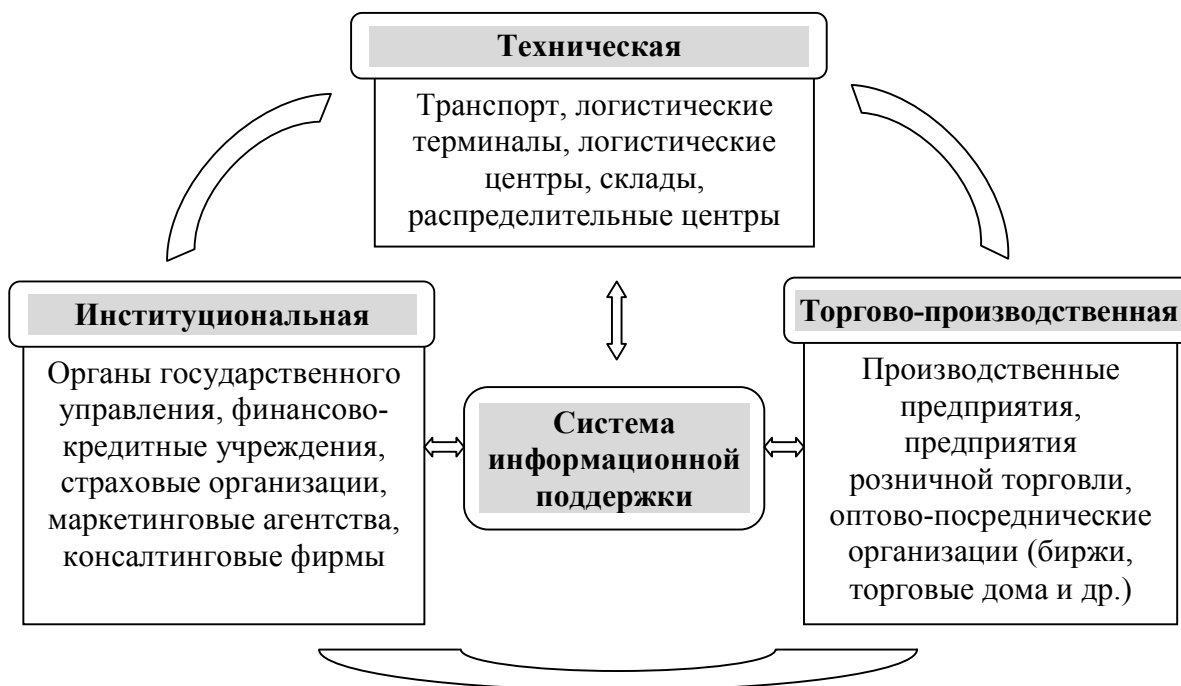 Техническая
Транспорт, логистические
терминалы, логистические
центры, склады,
распределительные центры
Институциональная
Органы государственного
управления, финансово-
кредитные учреждения,
страховые организации,
маркетинговые агентства,
консалтинговые фирмы
Система
информационной
поддержки
Торгово-производственная
Производственные
предприятия,
предприятия
розничной торговли,
оптово-посреднические
организации (биржи,
торговые дома и др.)